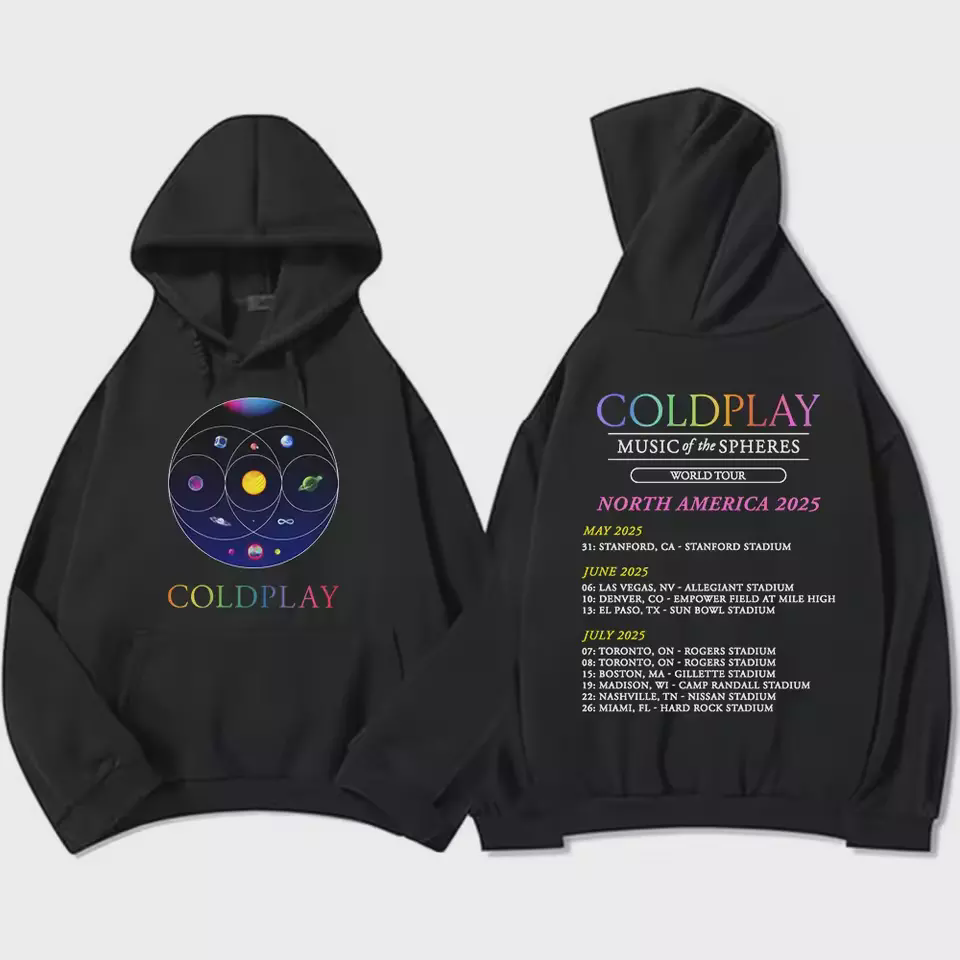 COLDPLAY
COLDPLAY
MUSIC of the SPHERES
WORLD TOUR
NORTH AMERICA 2025
MAY 2025
31: STANFORD, CA - STANFORD STADIUM
JUNE 2025
06: LAS VEGAS, NV - ALLEGIANT STADIUM
10: DENVER, CO - EMPOWER FIELD AT MILE HIGH
13: EL PASO, TX - SUN BOWL STADIUM
JULY 2025
07: TORONTO, ON - ROGERS STADIUM
08: TORONTO, ON - ROGERS STADIUM
15: BOSTON, MA - GILLETTE STADIUM
19: MADISON, WI - CAMP RANDALL STADIUM
22: NASHVILLE, TN - NISSAN STADIUM
26: MIAMI, FL - HARD ROCK STADIUM